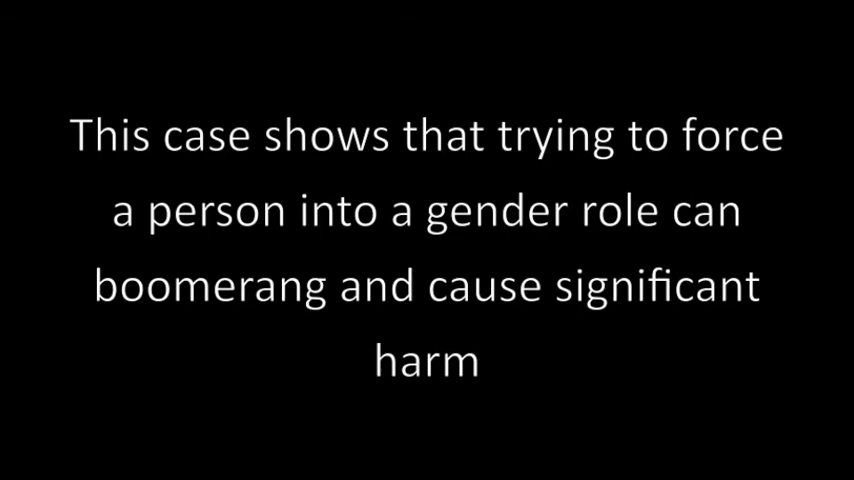 This case shows that trying to force
a person into a gender role can
boomerang and cause significant
harm